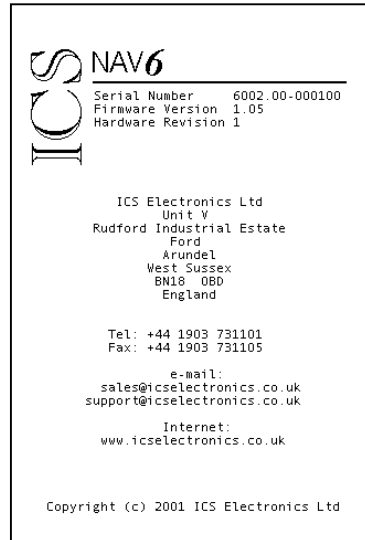 ICS
NAV6
Serial Number 6002.00-000100
Firmware Version 1.05
Hardware Revision 1
ICS Electronics Ltd
Unit V
Rudford Industrial Estate
Ford
Arundel
West Sussex
BN18 0BD
England
Tel: +44 1903 731101
Fax: +44 1903 731105
e-mail:
sales@icselectronics.co.uk
support@icselectronics.co.uk
Internet:
www.icselectronics.co.uk
Copyright (c) 2001 ICS Electronics Ltd